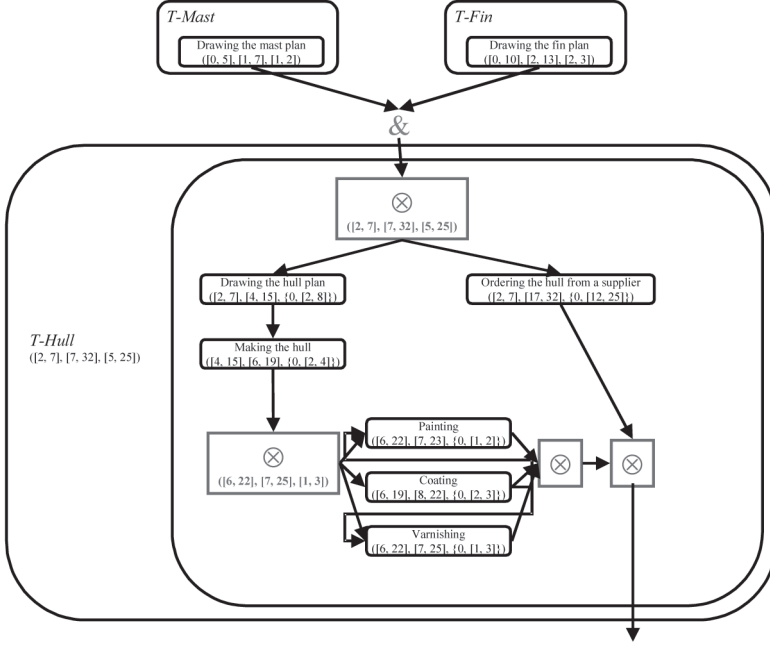 T-Mast
Drawing the mast plan
([0, 5], [1, 7], [1, 2])
T-Fin
Drawing the fin plan
([0, 10], [2, 13], [2, 3])
&
⊗
([2, 7], [7, 32], [5, 25])
Drawing the hull plan
([2, 7], [4, 15], {0, [2, 8]})
Ordering the hull from a supplier
([2, 7], [17, 32], {0, [12, 25]})
T-Hull
([2, 7], [7, 32], [5, 25])
Making the hull
([4, 15], [6, 19], {0, [2, 4]})
⊗
([6, 22], [7, 25], [1, 3])
Painting
([6, 22], [7, 23], {0, [1, 2]})
Coating
([6, 19], [8, 22], {0, [2, 3]})
Varnishing
([6, 22], [7, 25], {0, [1, 3]})
⊗
⊗